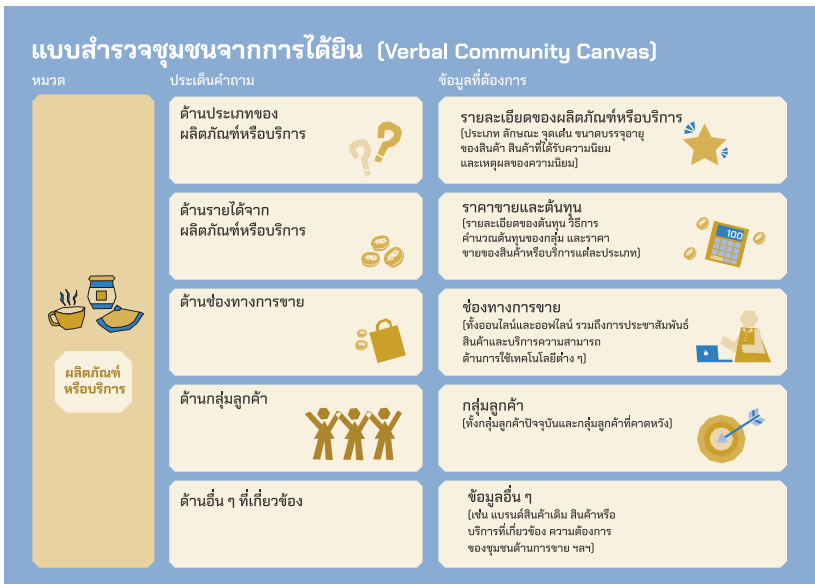 แบบสำรวจชุมชนจากการได้ยิน (Verbal Community Canvas)
หมวด
ประเด็นคำถาม
ข้อมูลที่ต้องการ
ผลิตภัณฑ์
หรือบริการ
ด้านประเภทของ
ผลิตภัณฑ์หรือบริการ
รายละเอียดของผลิตภัณฑ์หรือบริการ
(ประเภท ลักษณะ จุดเด่น ขนาดบรรจุอายุ
ของสินค้า สินค้าที่ได้รับความนิยม
และเหตุผลของความนิยม)
ด้านรายได้จาก
ผลิตภัณฑ์หรือบริการ
ราคาขายและต้นทุน
(รายละเอียดของต้นทุน วิธีการ
คำนวณต้นทุนของกลุ่ม และราคา
ขายของสินค้าหรือบริการแต่ละประเภท)
100
ด้านช่องทางการขาย
ช่องทางการขาย
(ทั้งออนไลน์และออฟไลน์ รวมถึงการประชาสัมพันธ์
สินค้าและบริการความสามารถ
ด้านการใช้เทคโนโลยีต่าง ๆ)
ด้านกลุ่มลูกค้า
กลุ่มลูกค้า
(ทั้งกลุ่มลูกค้าปัจจุบันและกลุ่มลูกค้าที่คาดหวัง)
ด้านอื่น ๆ ที่เกี่ยวข้อง
ข้อมูลอื่น ๆ
(เช่น แบรนด์สินค้าเดิม สินค้าหรือ
บริการที่เกี่ยวข้อง ความต้องการ
ของชุมชนด้านการขาย ฯลฯ)